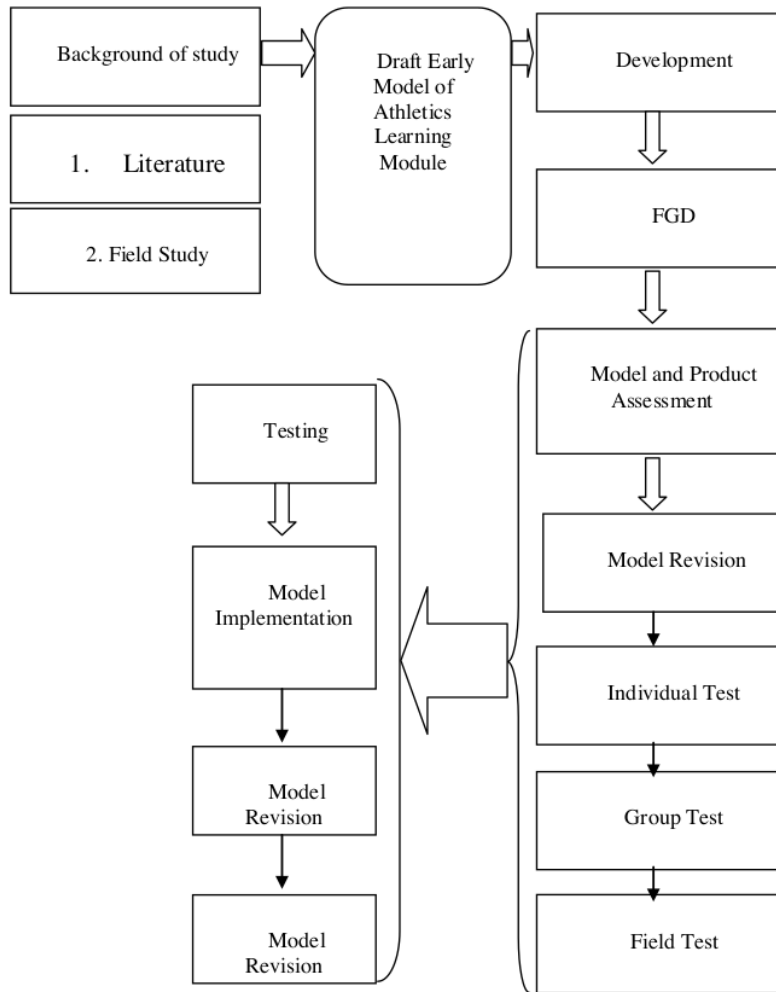 Background of study
1. Literature
2. Field Study
Draft Early
Model of
Athletics
Learning
Module
Development
FGD
Model and Product
Assessment
Model Revision
Individual Test
Group Test
Field Test
Testing
Model
Implementation
Model
Revision
Model
Revision